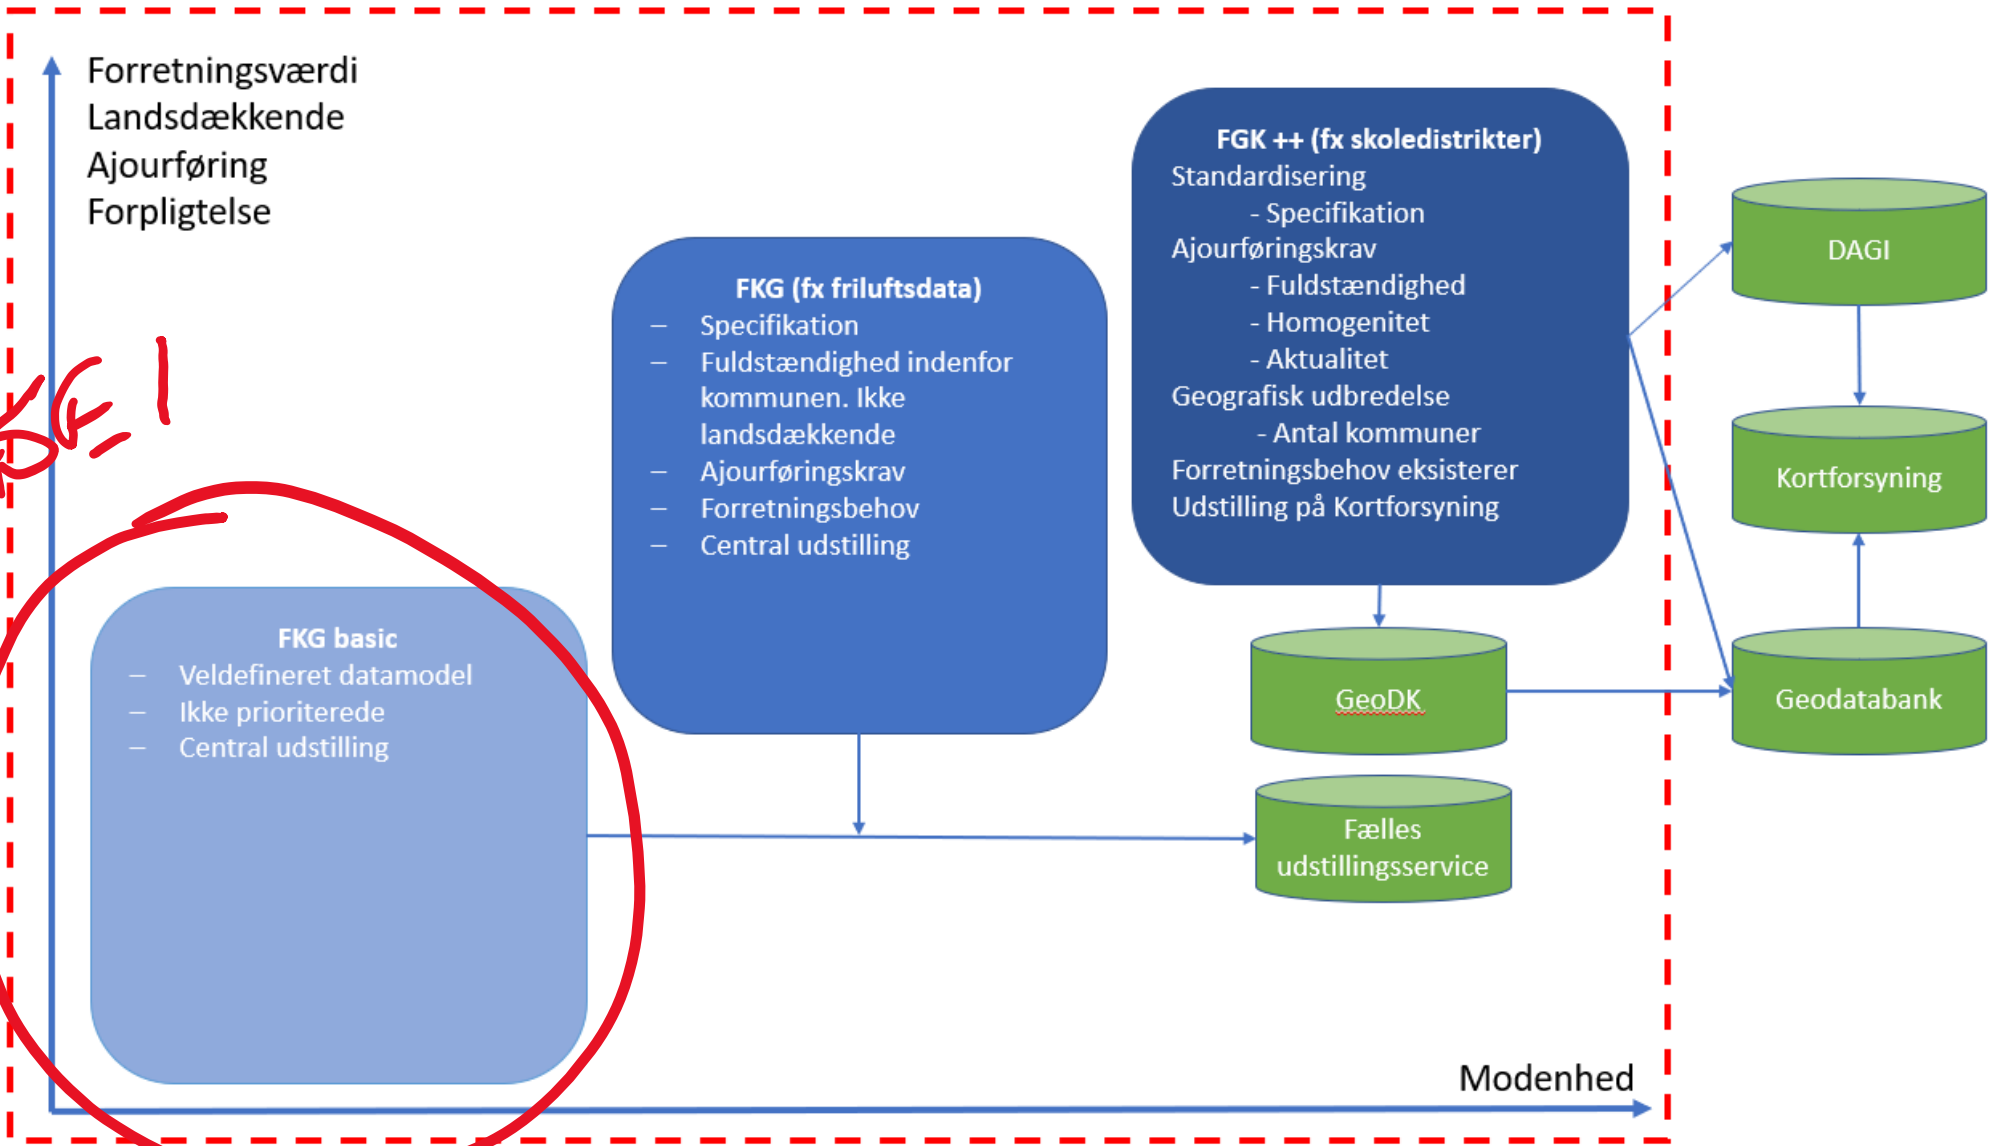 Forretningsværdi
Landsdækkende
Ajourføring
Forpligtelse
FKG basic
– Veldefineret datamodel
– Ikke prioriterede
– Central udstilling
FKG (fx friluftsdata)
– Specifikation
– Fuldstændighed indenfor
kommunen. Ikke
landsdækkende
– Ajourføringskrav
– Forretningsbehov
– Central udstilling
FGK ++ (fx skoledistrikter)
Standardisering
- Specifikation
Ajourføringskrav
- Fuldstændighed
- Homogenitet
- Aktualitet
Geografisk udbredelse
- Antal kommuner
Forretningsbehov eksisterer
Udstilling på Kortforsyning
GeoDK
Fælles
udstillingsservice
DAGI
Kortforsyning
Geodatabank
Modenhed